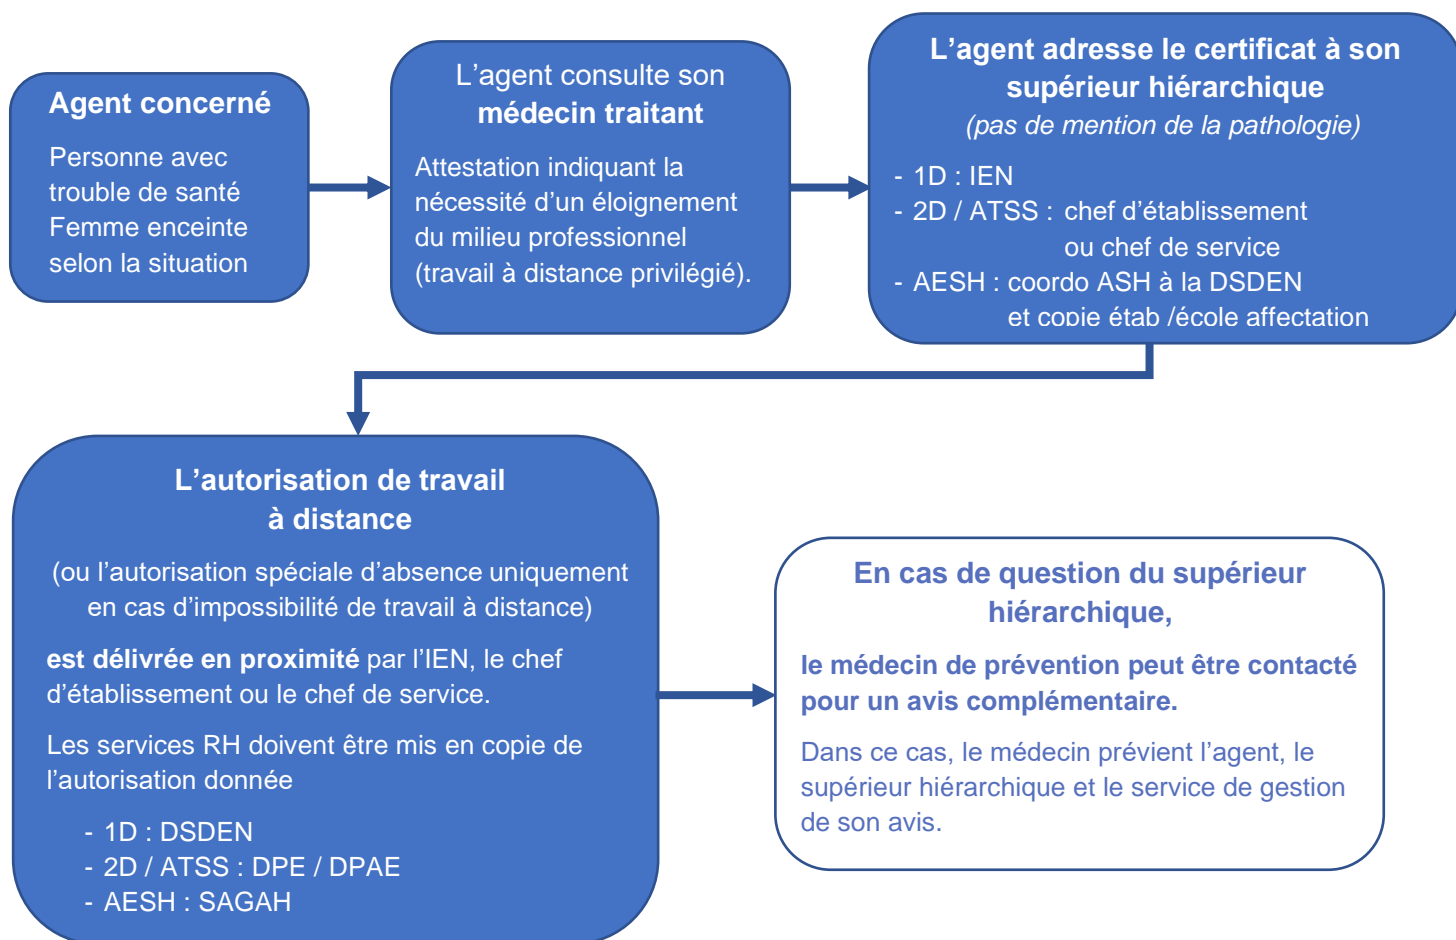 Agent concerné
Personne avec
trouble de santé
Femme enceinte
selon la situation
L’agent consulte son
médecin traitant
Attestation indiquant la
nécessité d’un éloignement
du milieu professionnel
(travail à distance privilégié).
L’agent adresse le certificat à son
supérieur hiérarchique
(pas de mention de la pathologie)
- 1D : IEN
- 2D / ATSS : chef d’établissement
ou chef de service
- AESH : coordo ASH à la DSDEN
et copie étab /école affectation
L’autorisation de travail
à distance
(ou l’autorisation spéciale d’absence uniquement
en cas d’impossibilité de travail à distance)
est délivrée en proximité par l’IEN, le chef
d’établissement ou le chef de service.
Les services RH doivent être mis en copie de
l’autorisation donnée
- 1D : DSDEN
- 2D / ATSS : DPE / DPAE
- AESH : SAGAH
En cas de question du supérieur
hiérarchique,
le médecin de prévention peut être contacté
pour un avis complémentaire.
Dans ce cas, le médecin prévient l’agent, le
supérieur hiérarchique et le service de gestion
de son avis.